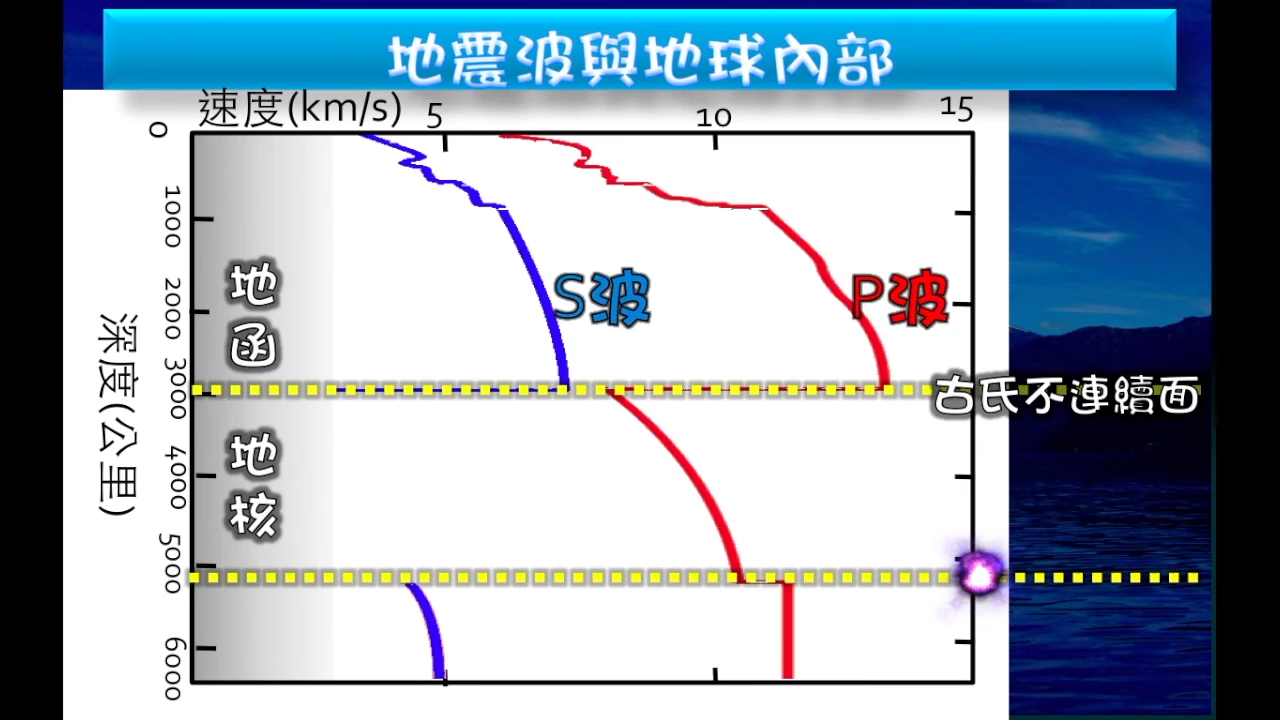 地震波與地球內部
速度(km/s)
5
10
15
0
1000
2000
3000
4000
5000
6000
深度(公里)
地函
S波
P波
古氏不連續面
地核